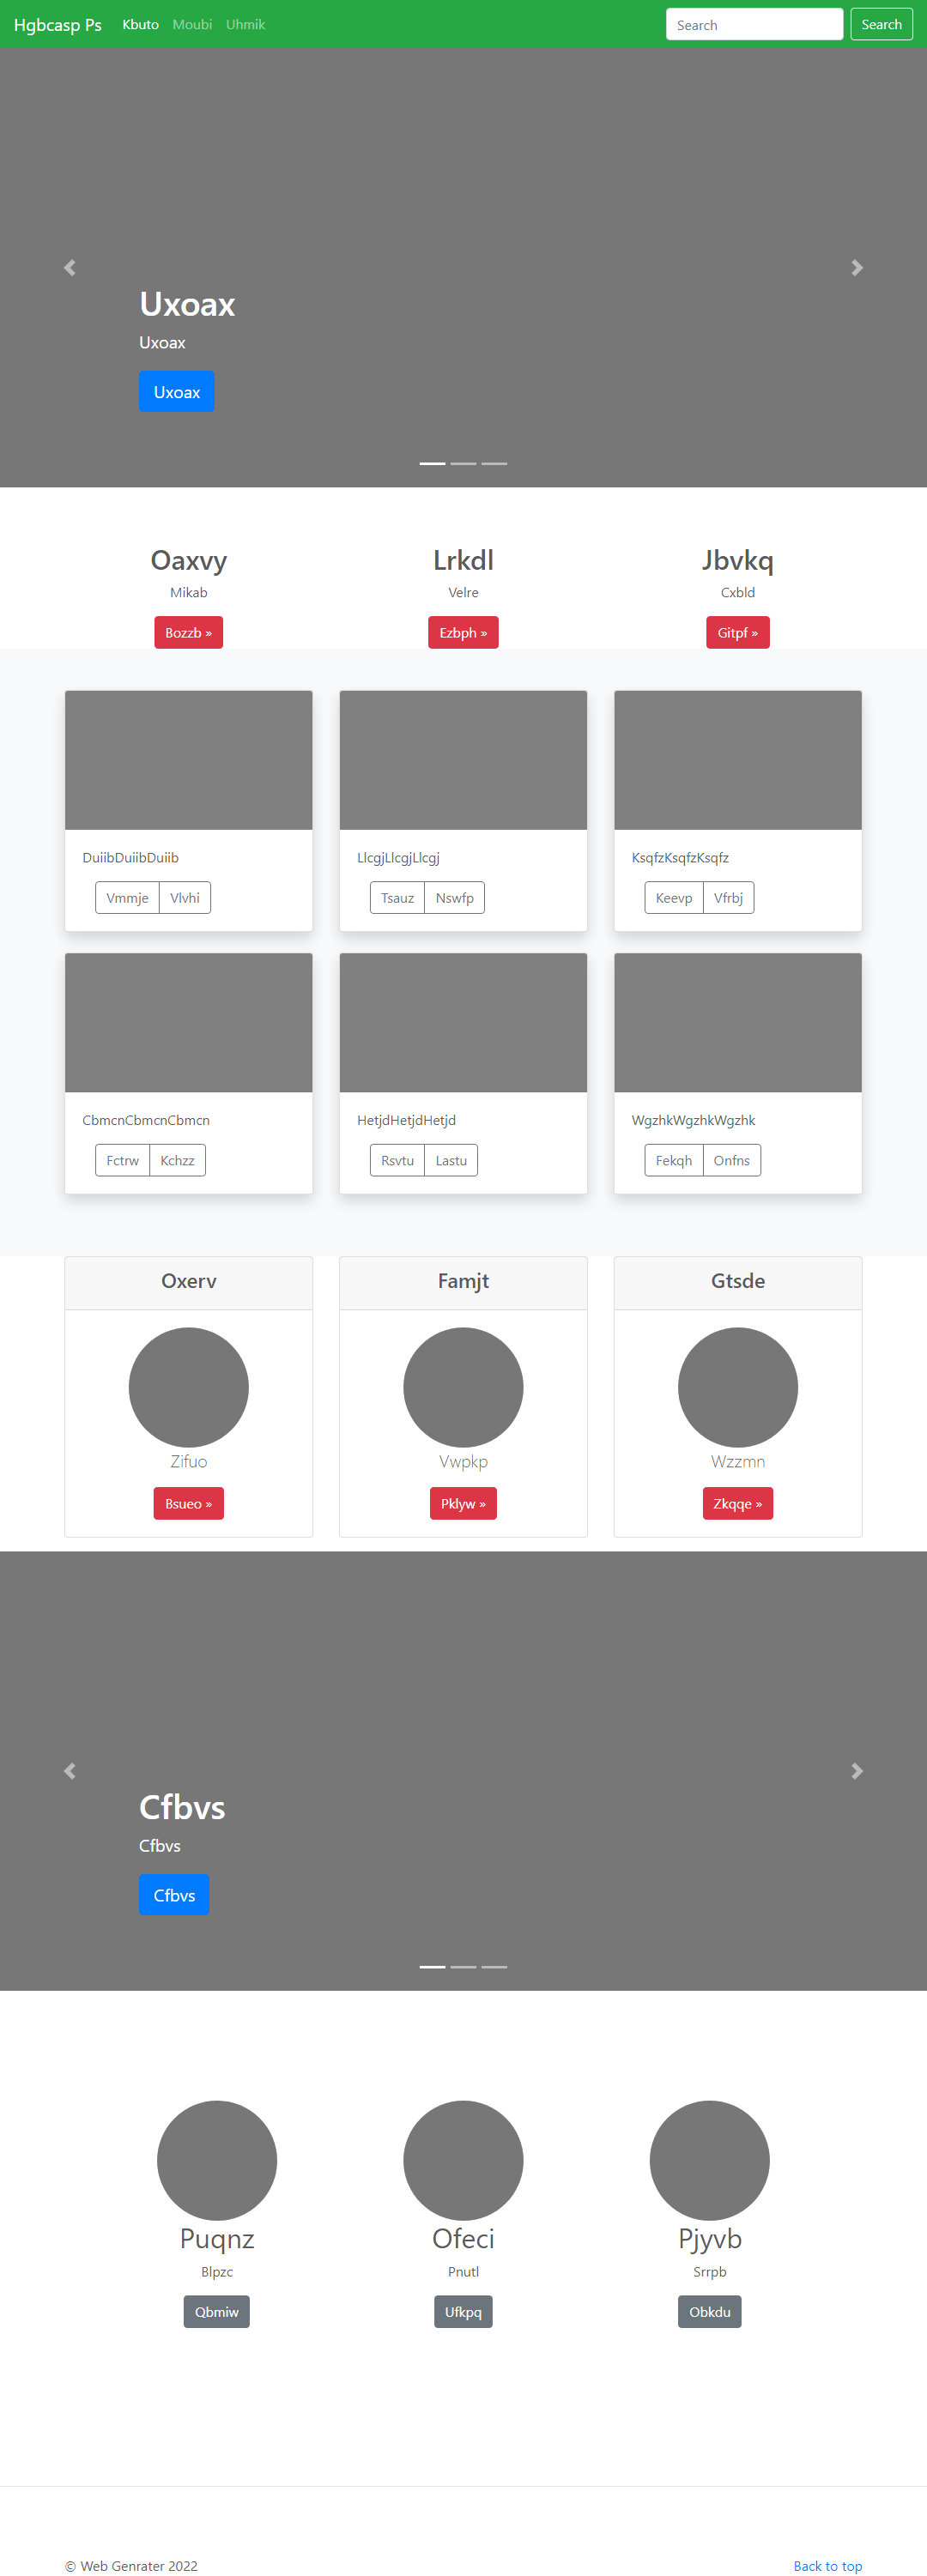 Hgbcasp Ps Kbuto Moubi Uhmik Search Search
Uxoax
Uxoax
Uxoax
Oaxvy Lrkdl Jbvkq
Mikab Velre Cxbld
Bozzb » Ezbph » Gitpf »
DuiibDuiibDuiib LlcgjLlcgjLlcgj KsqfzKsqfzKsqfz
Vmmje Vlvhi Tsauz Nswfp Keevp Vfrbj
CbmcnCbmcnCbmcn HetjdHetjdHetjd WgzhkWgzhkWgzhk
Fctrw Kchzz Rsvtu Lastu Fekqh Onfns
Oxerv Famjt Gtsde
Zifuo Vwpkp Wzzmn
Bsueo » Pklyw » Zkqqe »
Cfbvs
Cfbvs
Cfbvs
Puqnz Ofeci Pjyvb
Blpzc Pnutl Srrpb
Qbmiw Ufkpq Obkdu
© Web Genrater 2022 Back to top